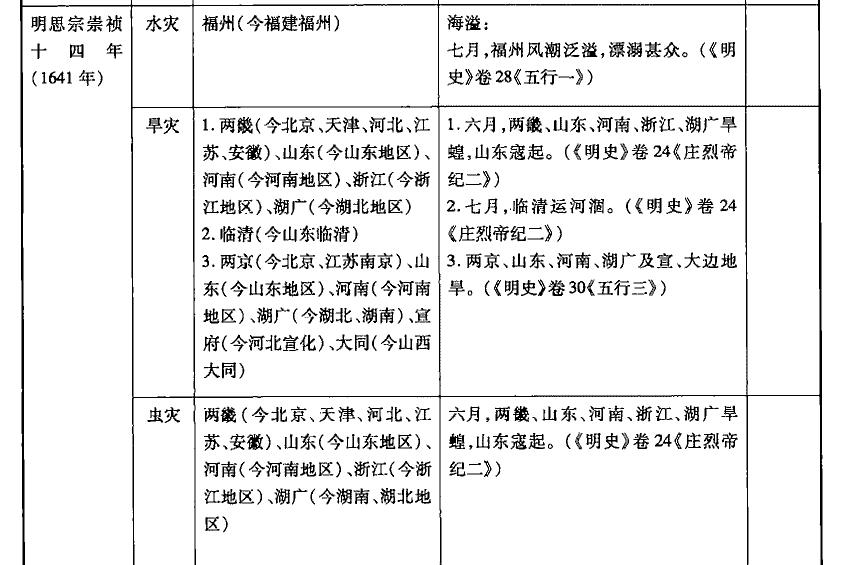 明思宗崇祯
十四年
(1641年)
水灾
福州(今福建福州)
海溢:
七月,福州风潮泛溢,漂溺甚众。(《明
史》卷28《五行一》)
旱灾
1.两畿(今北京、天津、河北、江
苏、安徽)、山东(今山东地区)、
河南(今河南地区)、浙江(今浙
江地区)、湖广(今湖北地区)
2.临清(今山东临清)
3.两京(今北京、江苏南京)、山
东(今山东地区)、河南(今河南
地区)、湖广(今湖北、湖南)、宣
府(今河北宣化)、大同(今山西
大同)
1.六月,两畿、山东、河南、浙江、湖广旱
蝗,山东寇起。(《明史》卷24《庄烈帝
纪二》)
2.七月,临清运河涸。(《明史》卷24
《庄烈帝纪二》)
3.两京、山东、河南、湖广及宣、大边地
旱。(《明史》卷30《五行三》)
虫灾
两畿(今北京、天津、河北、江
苏、安徽)、山东(今山东地区)、
河南(今河南地区)、浙江(今浙
江地区)、湖广(今湖南、湖北地
区)
六月,两畿、山东、河南、浙江、湖广旱
蝗,山东寇起。(《明史》卷24《庄烈帝
纪二》)